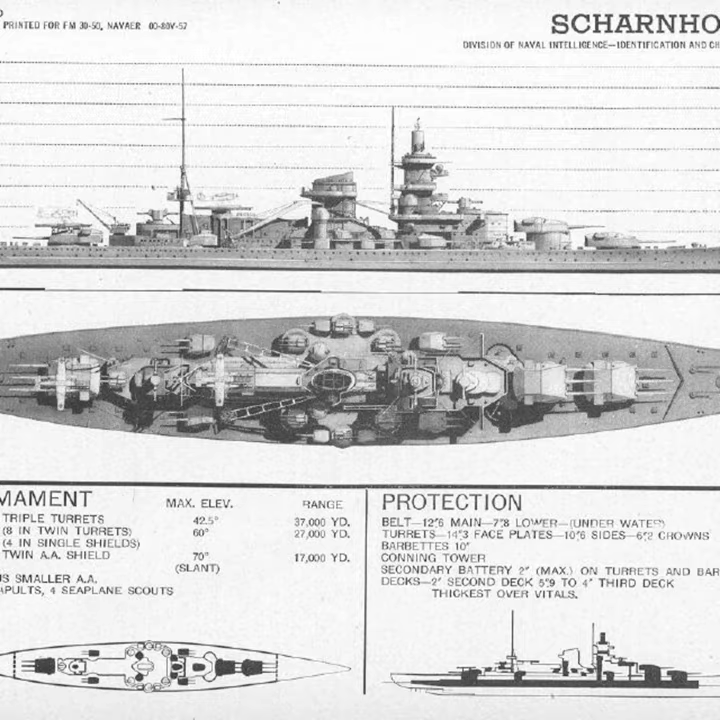 PRINTED FOR FM 30-50, NAVAER 00-80V-57
SCHARNHO
DIVISION OF NAVAL INTELLIGENCE—IDENTIFICATION AND CH
MAMENT
MAX. ELEV.
RANGE
TRIPLE TURRETS 42.5° 37,000 YD.
(8 IN TWIN TURRETS) 60° 27,000 YD.
(4 IN SINGLE SHIELDS)
TWIN A.A. SHIELD 70° 17,000 YD.
(SLANT)
US SMALLER A.A.
APULTS, 4 SEAPLANE SCOUTS
PROTECTION
BELT—12"6 MAIN—7"8 LOWER—(UNDER WATER)
TURRETS—14"3 FACE PLATES—10"6 SIDES—6"2 CROWNS
BARBETTES 10"
CONNING TOWER
SECONDARY BATTERY 2" (MAX.) ON TURRETS AND BAR
DECKS—2" SECOND DECK 5"9 TO 4" THIRD DECK
THICKEST OVER VITALS.